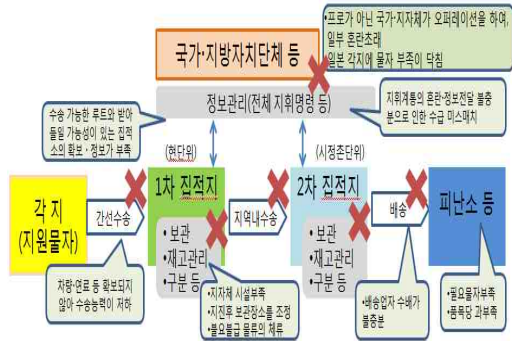 •프로가 아닌 국가·지자체가 오퍼레이션을 하여,
일부 혼란초래
일본 각지에 물자 부족이 닥침
국가·지방자치단체 등
정보관리(전체 지휘명령 등)
수송 가능한 루트와 받아
들일 가능성이 있는 집적
소의 확보·정보가 부족
지휘계통의 혼란·정보전달 불충
분으로 인한 수급 미스매치
(현단위)
(시정촌단위)
각 지
(지원물자)
간선수송
1차 집적지
•보관
•재고관리
•구분 등
지역내수송
2차 집적지
•보관
•재고관리
•구분 등
배송
피난소 등
차량·연료 등 확보되지
않아 수송능력이 저하
•지자체 시설부족
•지진후 보관장소를 조정
•불요불급 물류의 체류
•배송업자 수배가
불충분
•필요물자부족
•품목당 과부족